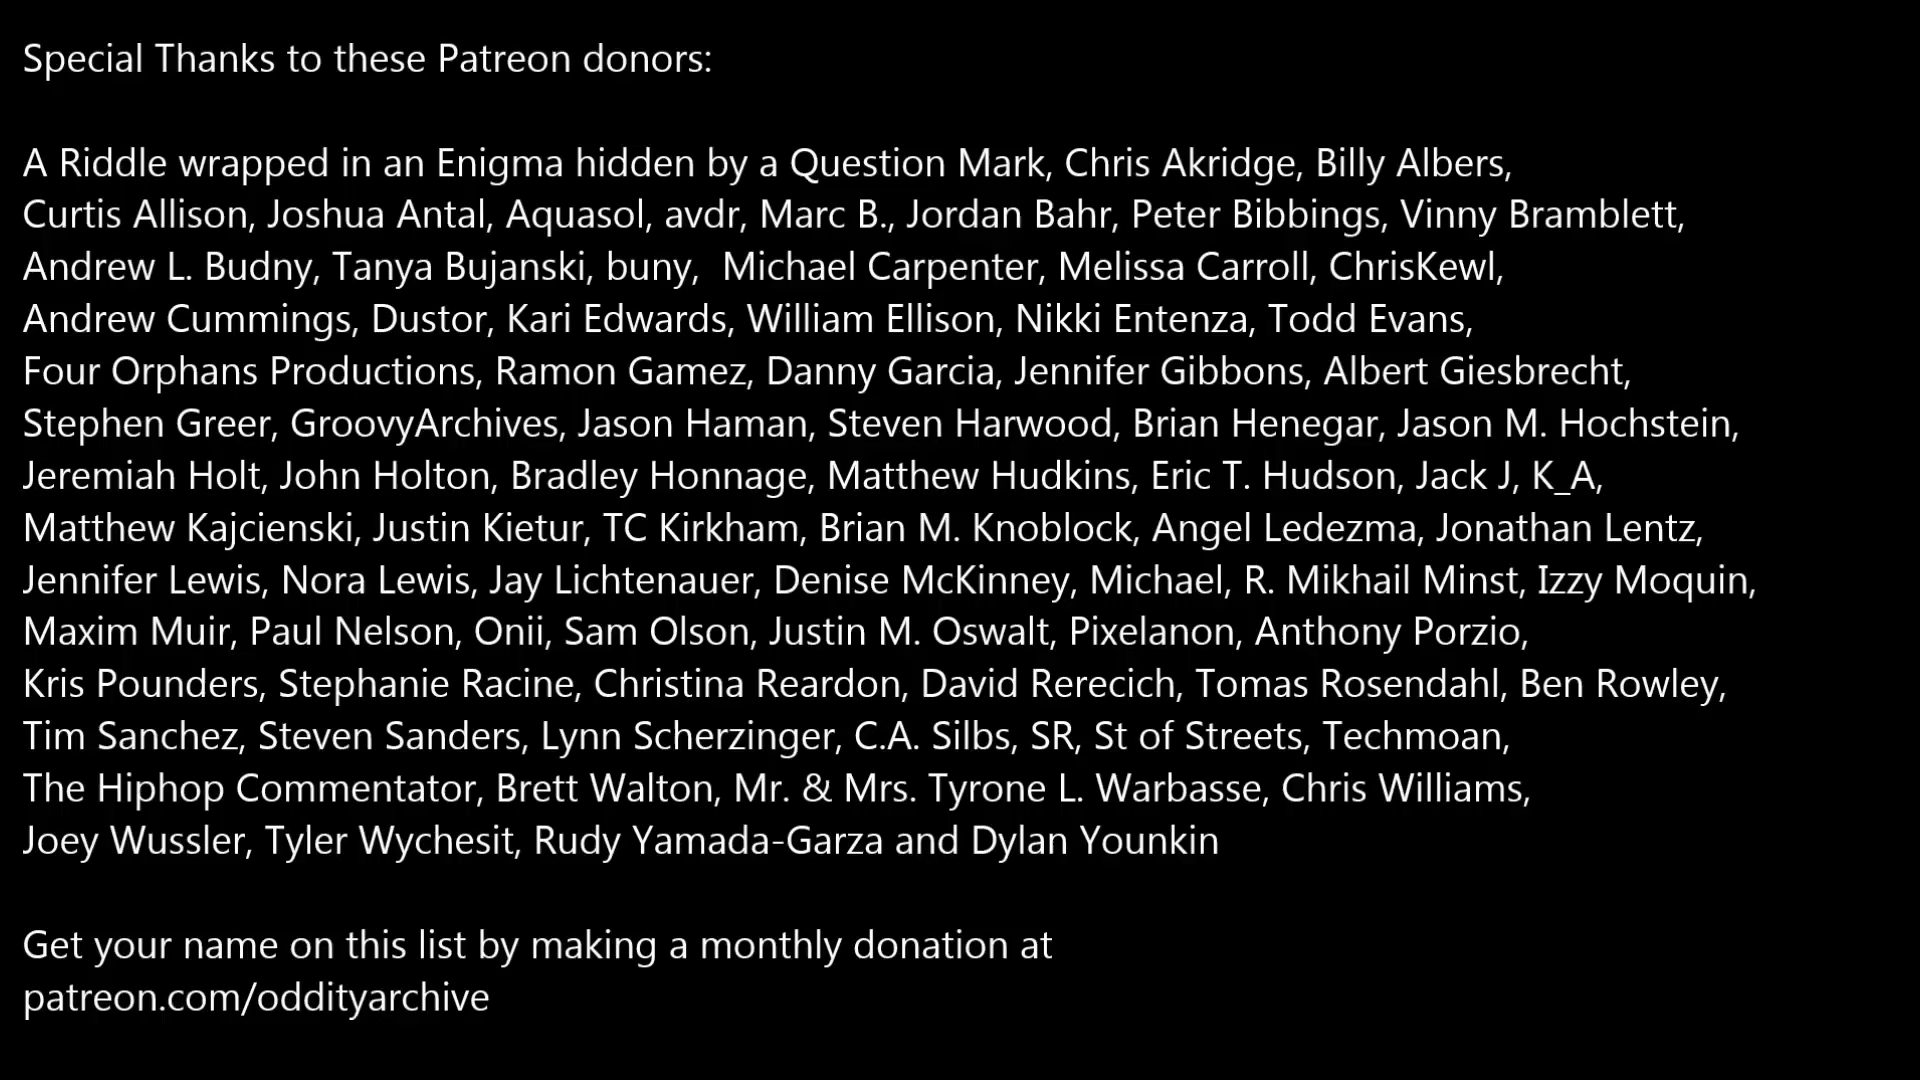 Special Thanks to these Patreon donors:
A Riddle wrapped in an Enigma hidden by a Question Mark, Chris Akridge, Billy Albers,
Curtis Allison, Joshua Antal, Aquasol, avdr, Marc B., Jordan Bahr, Peter Bibbings, Vinny Bramblett,
Andrew L. Budny, Tanya Bujanski, buny,  Michael Carpenter, Melissa Carroll, ChrisKewl,
Andrew Cummings, Dustor, Kari Edwards, William Ellison, Nikki Entenza, Todd Evans,
Four Orphans Productions, Ramon Gamez, Danny Garcia, Jennifer Gibbons, Albert Giesbrecht,
Stephen Greer, GroovyArchives, Jason Haman, Steven Harwood, Brian Henegar, Jason M. Hochstein,
Jeremiah Holt, John Holton, Bradley Honnage, Matthew Hudkins, Eric T. Hudson, Jack J, K_A,
Matthew Kajcienski, Justin Kietur, TC Kirkham, Brian M. Knoblock, Angel Ledezma, Jonathan Lentz,
Jennifer Lewis, Nora Lewis, Jay Lichtenauer, Denise McKinney, Michael, R. Mikhail Minst, Izzy Moquin,
Maxim Muir, Paul Nelson, Onii, Sam Olson, Justin M. Oswalt, Pixelanon, Anthony Porzio,
Kris Pounders, Stephanie Racine, Christina Reardon, David Rerecich, Tomas Rosendahl, Ben Rowley,
Tim Sanchez, Steven Sanders, Lynn Scherzinger, C.A. Silbs, SR, St of Streets, Techmoan,
The Hiphop Commentator, Brett Walton, Mr. & Mrs. Tyrone L. Warbasse, Chris Williams,
Joey Wussler, Tyler Wychesit, Rudy Yamada-Garza and Dylan Younkin
Get your name on this list by making a monthly donation at
patreon.com/oddityarchive